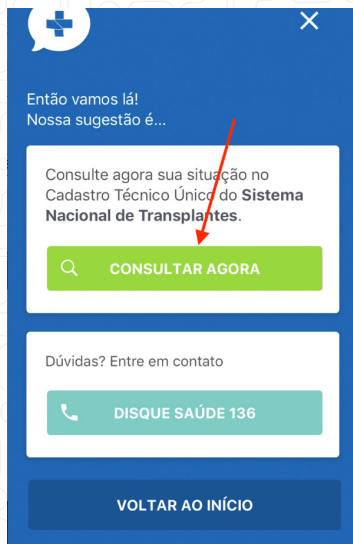 Então vamos lá!
Nossa sugestão é...
Consulte agora sua situação no
Cadastro Técnico Único do Sistema
Nacional de Transplantes.
CONSULTAR AGORA
Dúvidas? Entre em contato
DISQUE SAÚDE 136
VOLTAR AO INÍCIO